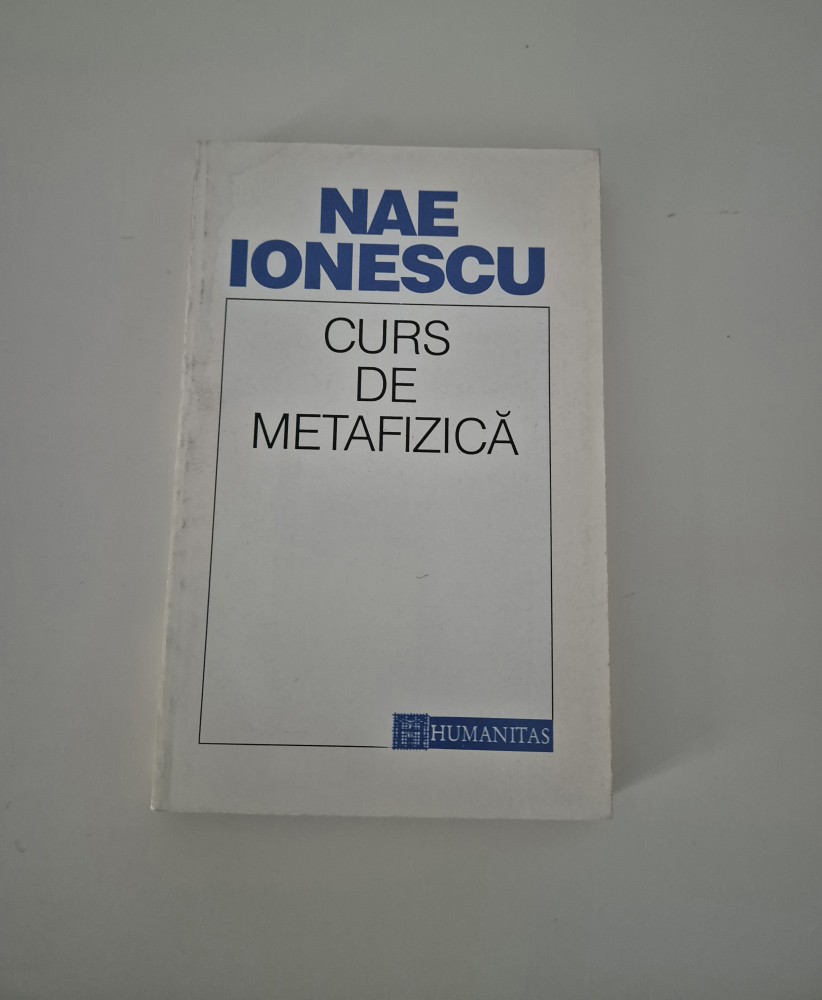 NAE
IONESCU
CURS
DE
METAFIZICĂ
HUMANITAS